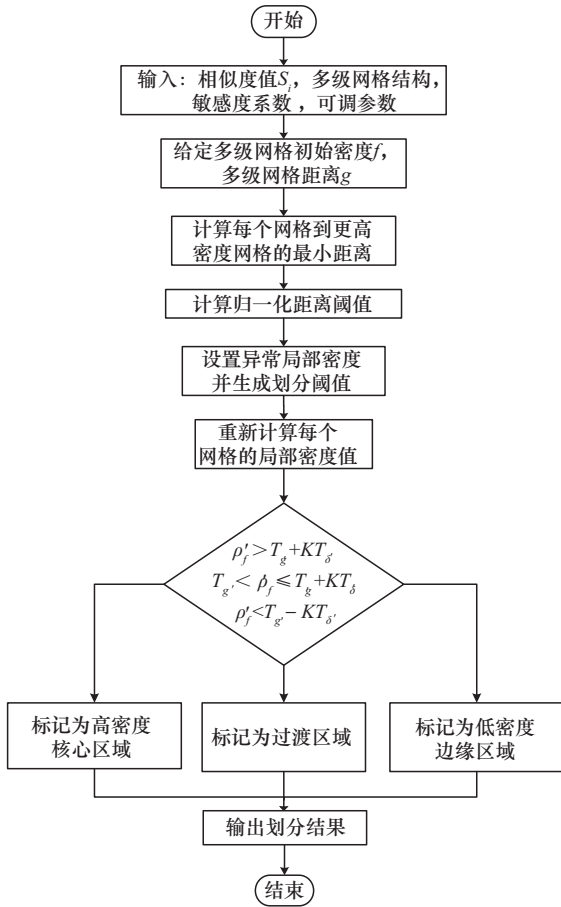 开始
输入：相似度值S_i，多级网格结构，
敏感度系数 ，可调参数
给定多级网格初始密度f，
多级网格距离g
计算每个网格到更高
密度网格的最小距离
计算归一化距离阈值
设置异常局部密度
并生成划分阈值
重新计算每个
网格的局部密度值
ρ′_f＞T_g′+KT_δ′
T_g′＜ ρ′_f≤T_g′+KT_δ′
ρ′_f<T_g′− KT_δ′
标记为高密度
核心区域
标记为过渡区域
标记为低密度
边缘区域
输出划分结果
结束